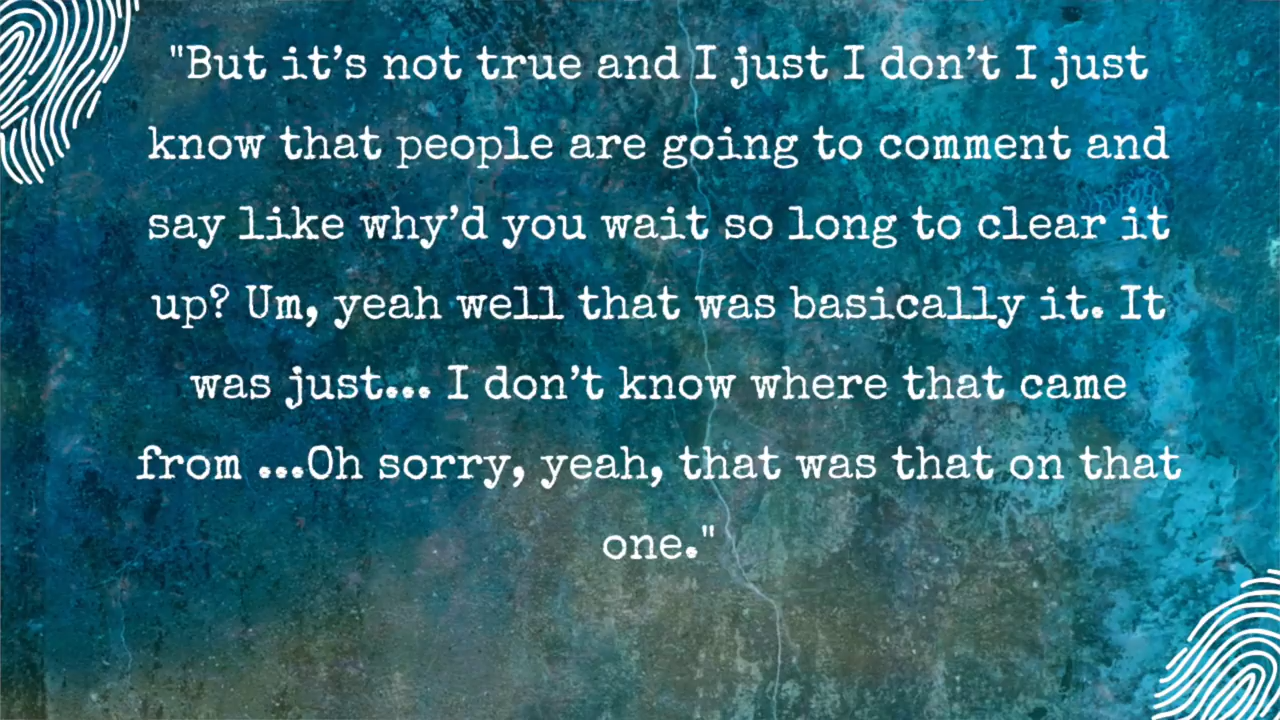 "But it’s not true and I just I don’t I just
know that people are going to comment and
say like why’d you wait so long to clear it
up? Um, yeah well that was basically it. It
was just... I don’t know where that came
from ...Oh sorry, yeah, that was that on that
one."